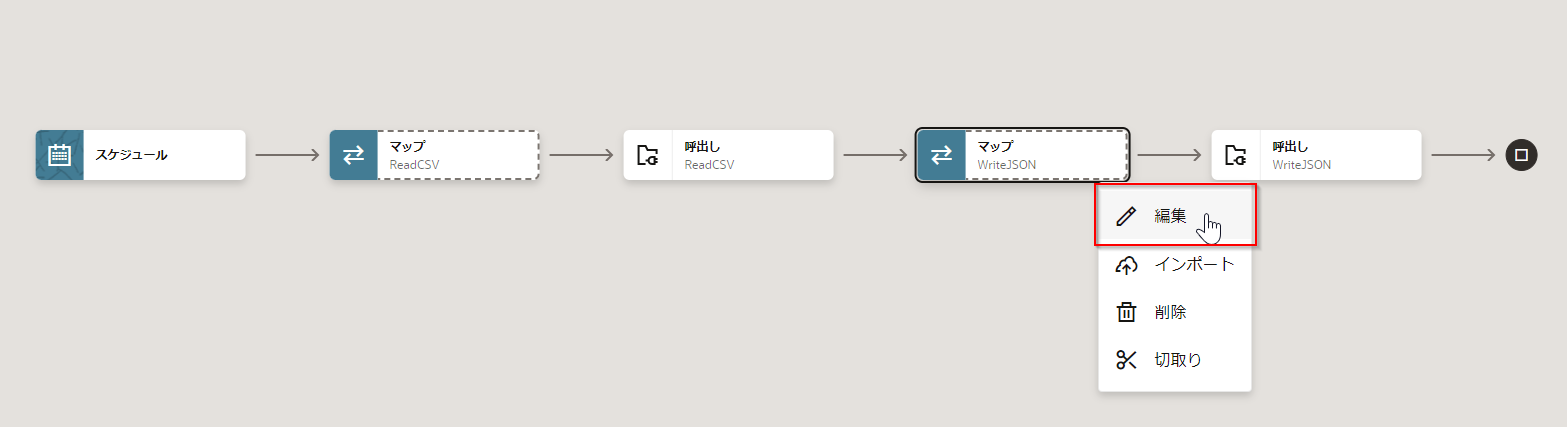 スケジュール
マップ
ReadCSV
呼出し
ReadCSV
マップ
WriteJSON
呼出し
WriteJSON
編集
インポート
削除
切取り